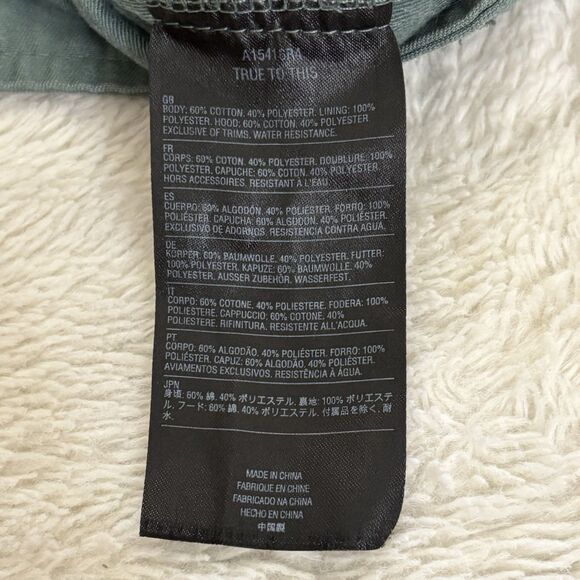 A1541SRA
TRUE TO THIS
GB
BODY: 60% COTTON. 40% POLYESTER. LINING: 100%
POLYESTER. HOOD: 60% COTTON. 40% POLYESTER
EXCLUSIVE OF TRIMS. WATER RESISTANCE.
FR
CORPS: 60% COTON. 40% POLYESTER. DOUBLURE: 100%
POLYESTER. CAPUCHE: 60% COTON. 40% POLYESTER.
HORS ACCESSOIRES. RESISTANT A L'EAU.
ES
CUERPO: 60% ALGODÓN. 40% POLIÉSTER. FORRO: 100%
POLIÉSTER. CAPUCHA: 60% ALGODÓN. 40% POLIÉSTER.
EXCLUSIVO DE ADORNOS. RESISTENCIA CONTRA AGUA.
DE
KÖRPER: 60% BAUMWOLLE. 40% POLYESTER. FUTTER:
100% POLYESTER. KAPUZE: 60% BAUMWOLLE. 40%
POLYESTER. AUSSER ZUBEHÖR. WASSERFEST.
IT
CORPO: 60% COTONE. 40% POLIESTERE. FODERA: 100%
POLIESTERE. CAPPUCCIO: 60% COTONE, 40%
POLIESTERE. RIFINITURA. RESISTENTE ALL'ACQUA.
PT
CORPO: 60% ALGODÃO. 40% POLIÉSTER. FORRO: 100%
POLIÉSTER. CAPUZ: 60% ALGODÃO. 40% POLIÉSTER.
AVIAMENTOS EXCLUSIVOS. RESISTÊNCIA À ÁGUA.
JPN
身頃: 60% 綿. 40% ポリエステル. 裏地: 100% ポリエステ
ル. フード: 60% 綿. 40% ポリエステル. 付属品を除く. 耐
水.
MADE IN CHINA
FABRIQUE EN CHINE
FABRICADO NA CHINA
HECHO EN CHINA
中国製